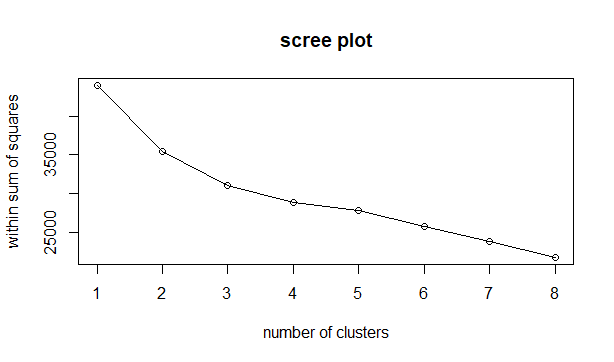 scree plot
within sum of squares
35000
25000
1 2 3 4 5 6 7 8
number of clusters